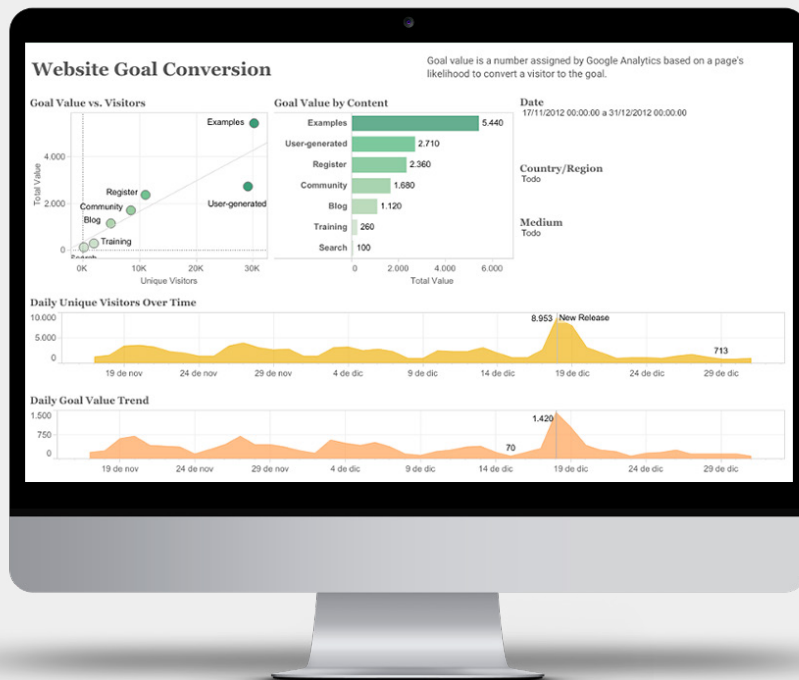 Website Goal Conversion
Goal value is a number assigned by Google Analytics based on a page's
likelihood to convert a visitor to the goal.
Goal Value vs. Visitors
Total Value
4.000
2.000
0
Examples
User-generated
Register
Community
Blog
Training
Search
0K
10K
20K
30K
Unique Visitors
Goal Value by Content
Examples 5.440
User-generated 2.710
Register 2.360
Community 1.680
Blog 1.120
Training 260
Search 100
0 2.000 4.000 6.000
Total Value
Date
17/11/2012 00:00:00 a 31/12/2012 00:00:00
Country/Region
Todo
Medium
Todo
Daily Unique Visitors Over Time
10.000
5.000
0
8.953 New Release
713
19 de nov 24 de nov 29 de nov 4 de dic 9 de dic 14 de dic 19 de dic 24 de dic 29 de dic
Daily Goal Value Trend
1.500
750
0
1.420
70
19 de nov 24 de nov 29 de nov 4 de dic 9 de dic 14 de dic 19 de dic 24 de dic 29 de dic